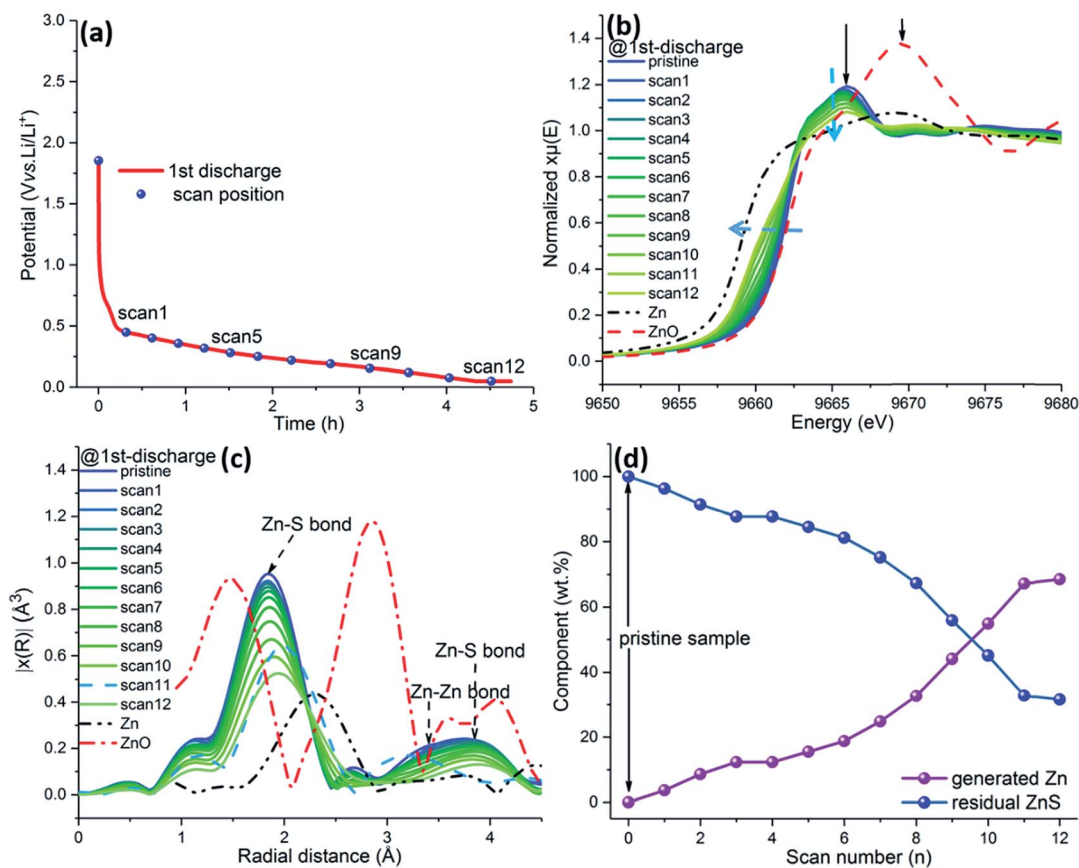 (a)
3.0
2.5
2.0
1.5
1.0
0.5
0.0
Potential (Vvs.Li/Li⁺)
1st discharge
scan position
scan1
scan5
scan9
scan12
0 1 2 3 4 5
Time (h)
(b)
@1st-discharge
pristine
scan1
scan2
scan3
scan4
scan5
scan6
scan7
scan8
scan9
scan10
scan11
scan12
Zn
ZnO
1.4
1.2
1.0
0.8
0.6
0.4
0.2
0.0
Normalized xμ(E)
9650 9655 9660 9665 9670 9675 9680
Energy (eV)
(c)
@1st-discharge
pristine
scan1
scan2
scan3
scan4
scan5
scan6
scan7
scan8
scan9
scan10
scan11
scan12
Zn
ZnO
1.4
1.2
1.0
0.8
0.6
0.4
0.2
0.0
|x(R)| (Å³)
Zn-S bond
Zn-S bond
Zn-Zn bond
0 1 2 3 4
Radial distance (Å)
(d)
100
80
60
40
20
0
Component (wt.%)
pristine sample
generated Zn
residual ZnS
0 2 4 6 8 10 12
Scan number (n)